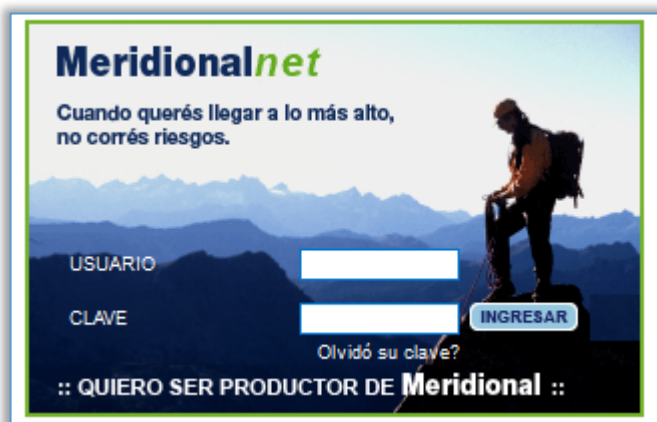 Meridionalnet
Cuando querés llegar a lo más alto,
no corrés riesgos.
USUARIO
CLAVE
INGRESAR
Olvidó su clave?
:: QUIERO SER PRODUCTOR DE Meridional ::